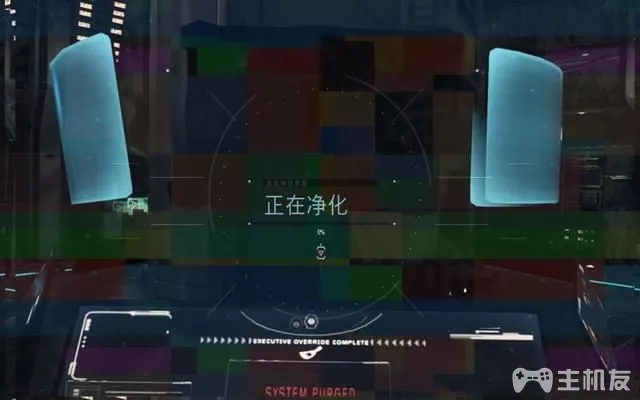 正在净化
0%
EXECUTIVE OVERRIDE COMPLETE
SYSTEM PURGED
主机友